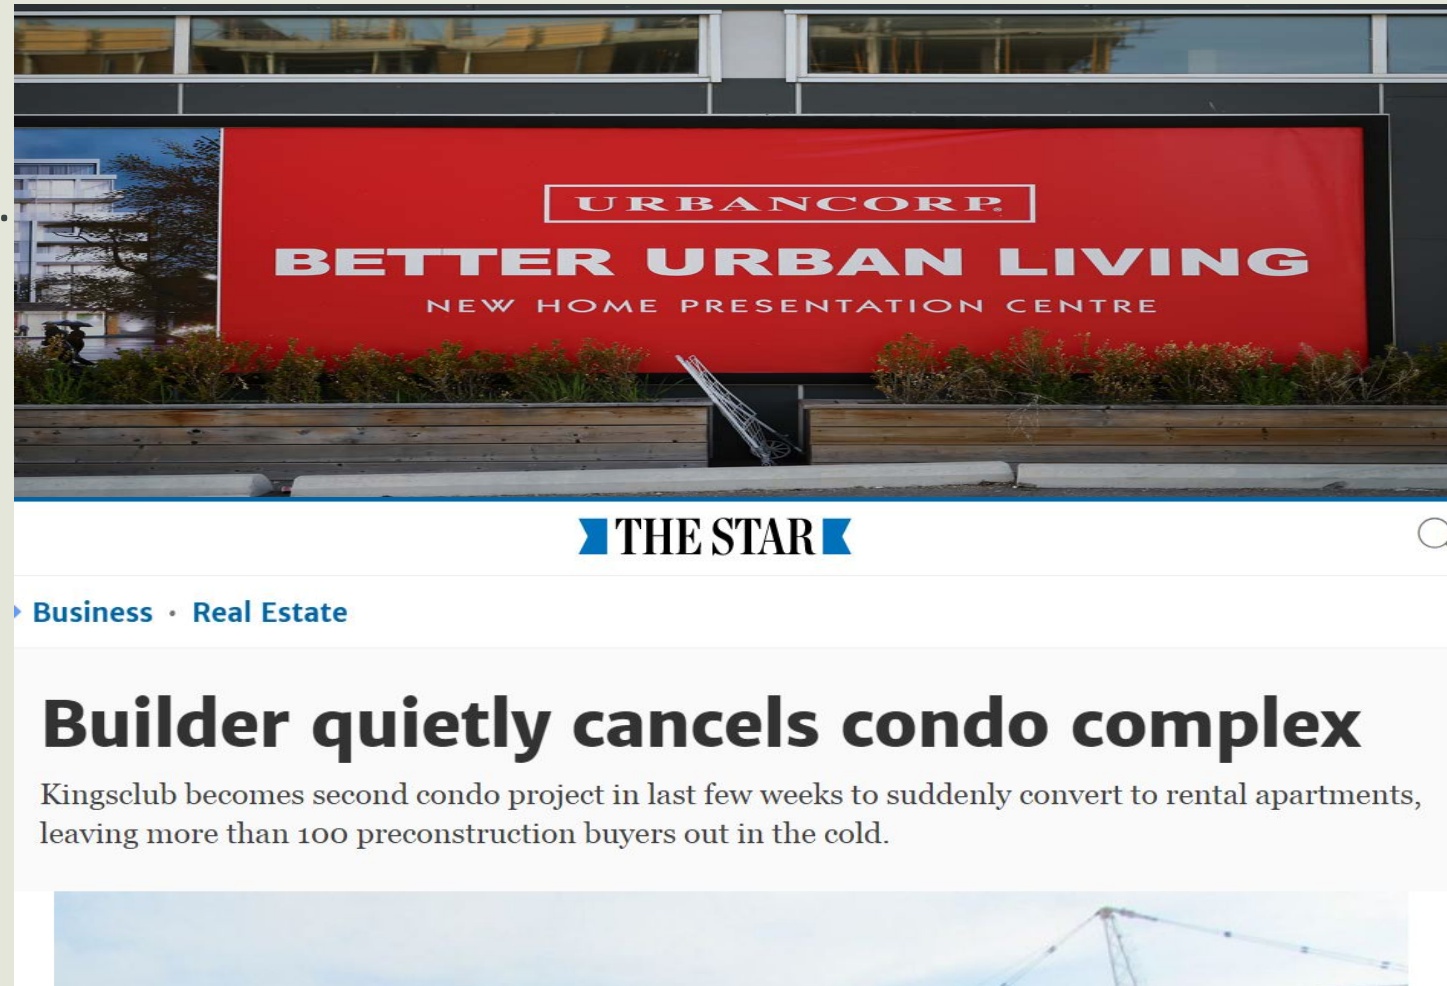 URBANCORP
BETTER URBAN LIVING
NEW HOME PRESENTATION CENTRE
THE STAR
Business • Real Estate
Builder quietly cancels condo complex
Kingsclub becomes second condo project in last few weeks to suddenly convert to rental apartments,
leaving more than 100 preconstruction buyers out in the cold.